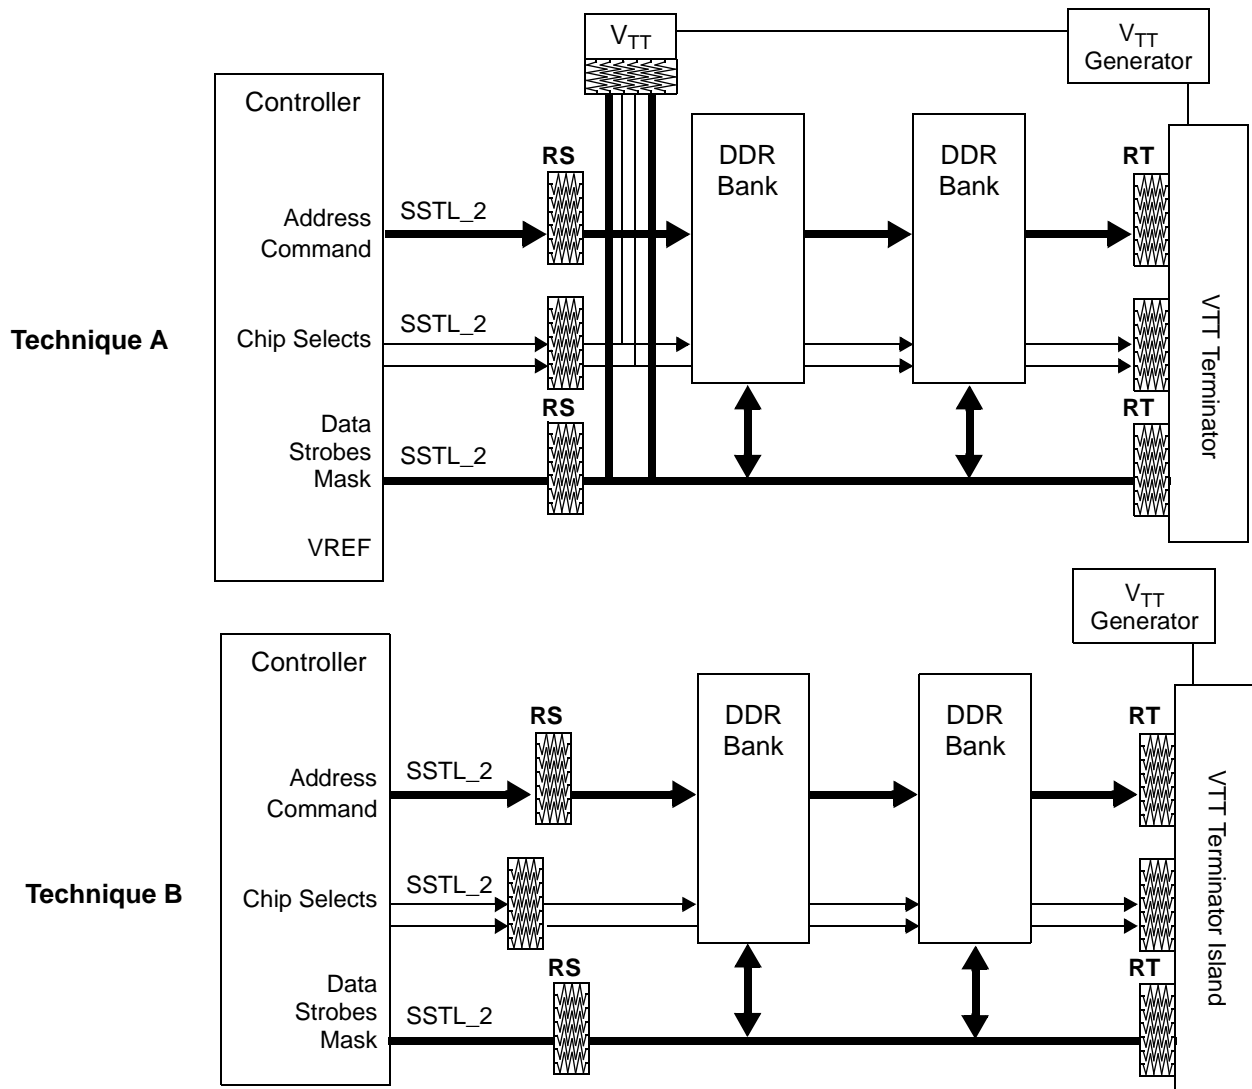 VTT
VTT
Generator
Controller
RS
DDR
Bank
DDR
Bank
RT
Address
Command
SSTL_2
Technique A
Chip Selects
SSTL_2
VTT Terminator
RS
RT
Data
Strobes
Mask
SSTL_2
VREF
VTT
Generator
Controller
RS
DDR
Bank
DDR
Bank
RT
Address
Command
SSTL_2
Technique B
Chip Selects
SSTL_2
VTT Terminator Island
RS
RT
Data
Strobes
Mask
SSTL_2